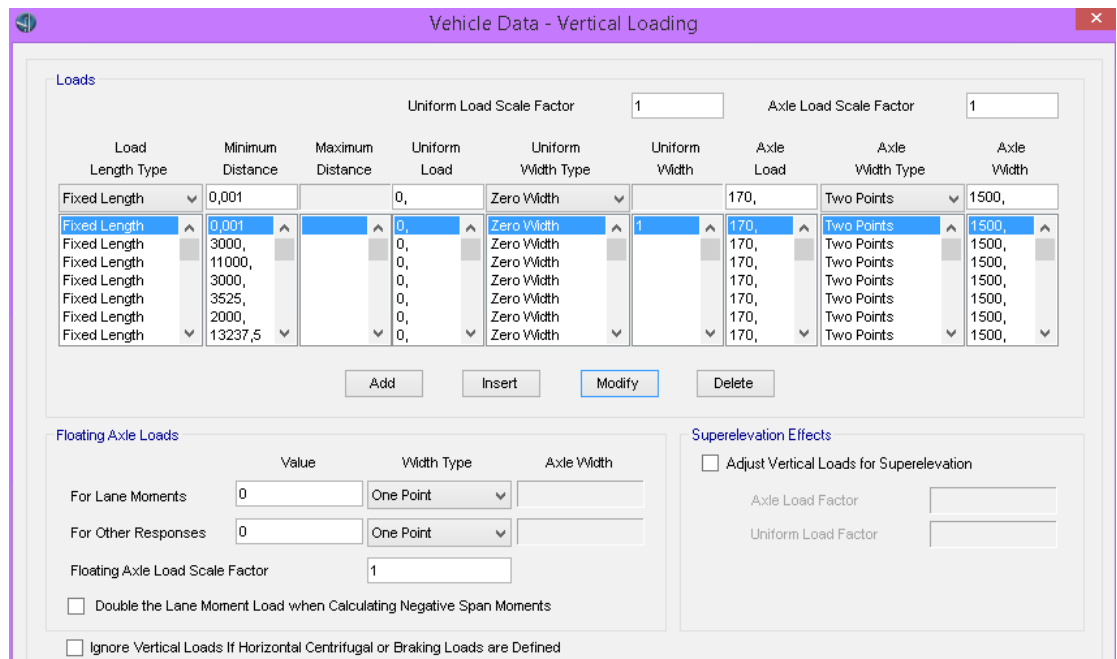 Vehicle Data - Vertical Loading
Loads
Uniform Load Scale Factor 1 Axle Load Scale Factor 1
Load Minimum Maximum Uniform Uniform Uniform Axle Axle Axle
Length Type Distance Distance Load Width Type Width Load Width Type Width
Fixed Length 0,001 0, Zero Width 170, Two Points 1500,
Fixed Length 0,001 0, Zero Width 1 170, Two Points 1500,
Fixed Length 3000, 0, Zero Width 170, Two Points 1500,
Fixed Length 11000, 0, Zero Width 170, Two Points 1500,
Fixed Length 3000, 0, Zero Width 170, Two Points 1500,
Fixed Length 3525, 0, Zero Width 170, Two Points 1500,
Fixed Length 2000, 0, Zero Width 170, Two Points 1500,
Fixed Length 13237,5 0, Zero Width 170, Two Points 1500,
Add Insert Modify Delete
Floating Axle Loads
Value Width Type Axle Width
For Lane Moments 0 One Point
For Other Responses 0 One Point
Floating Axle Load Scale Factor 1
Double the Lane Moment Load when Calculating Negative Span Moments
Superelevation Effects
Adjust Vertical Loads for Superelevation
Axle Load Factor
Uniform Load Factor
Ignore Vertical Loads If Horizontal Centrifugal or Braking Loads are Defined